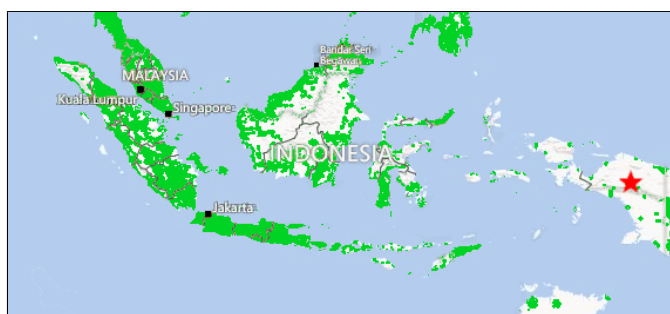 Bandar Seri
Begawan
MALAYSIA
Kuala Lumpur
Singapore
INDONESIA
Jakarta